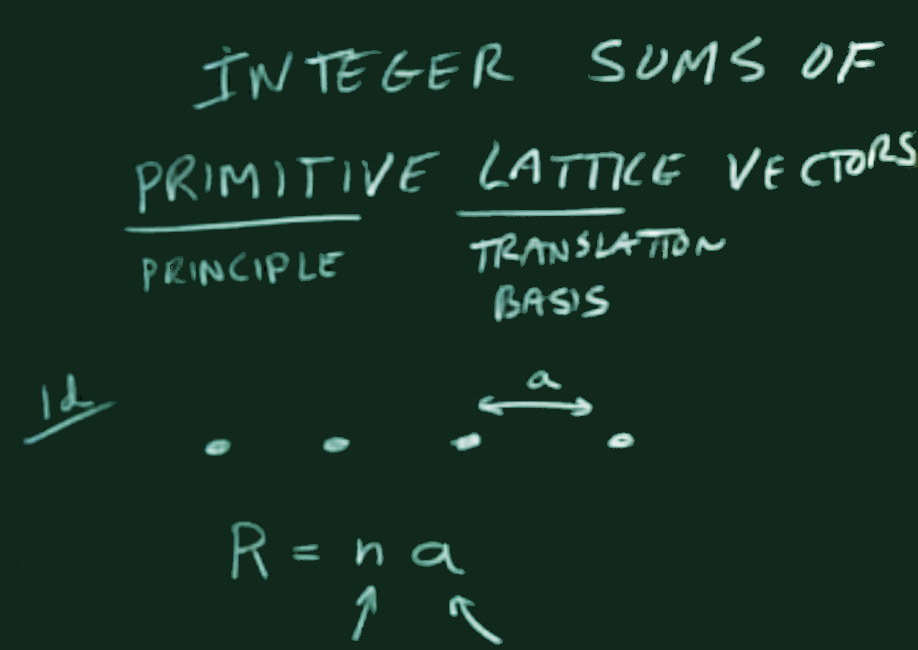 INTEGER SUMS OF
PRIMITIVE LATTICE VECTORS
PRINCIPLE TRANSLATION
BASIS
1d
a
R = n a